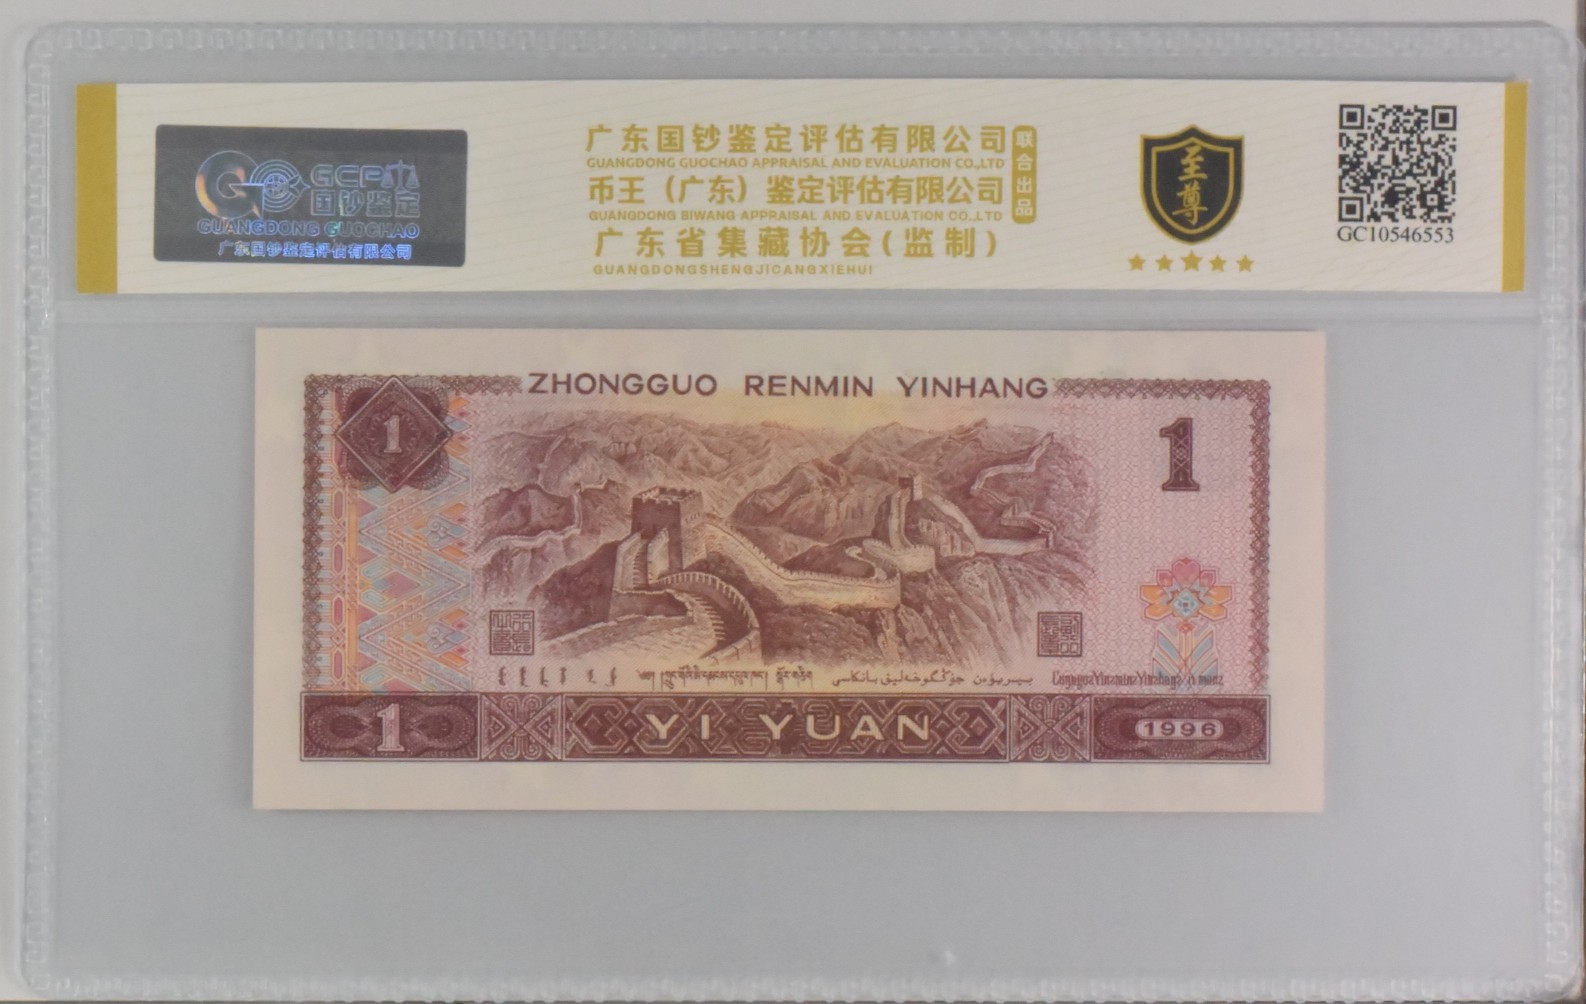 GCP
国钞鉴定
GUANGDONG GUOCHAO
广东国钞鉴定评估有限公司
广东国钞鉴定评估有限公司
GUANGDONG GUOCHAO APPRAISAL AND EVALUATION CO.,LTD
币王（广东）鉴定评估有限公司
GUANGDONG BIWANG APPRAISAL AND EVALUATION CO.,LTD
广东省集藏协会(监制)
GUANGDONGSHENGJICANGXIEHUI
联合出品
至尊
GC10546553
ZHONGGUO RENMIN YINHANG
1
1
1
YI YUAN
1996